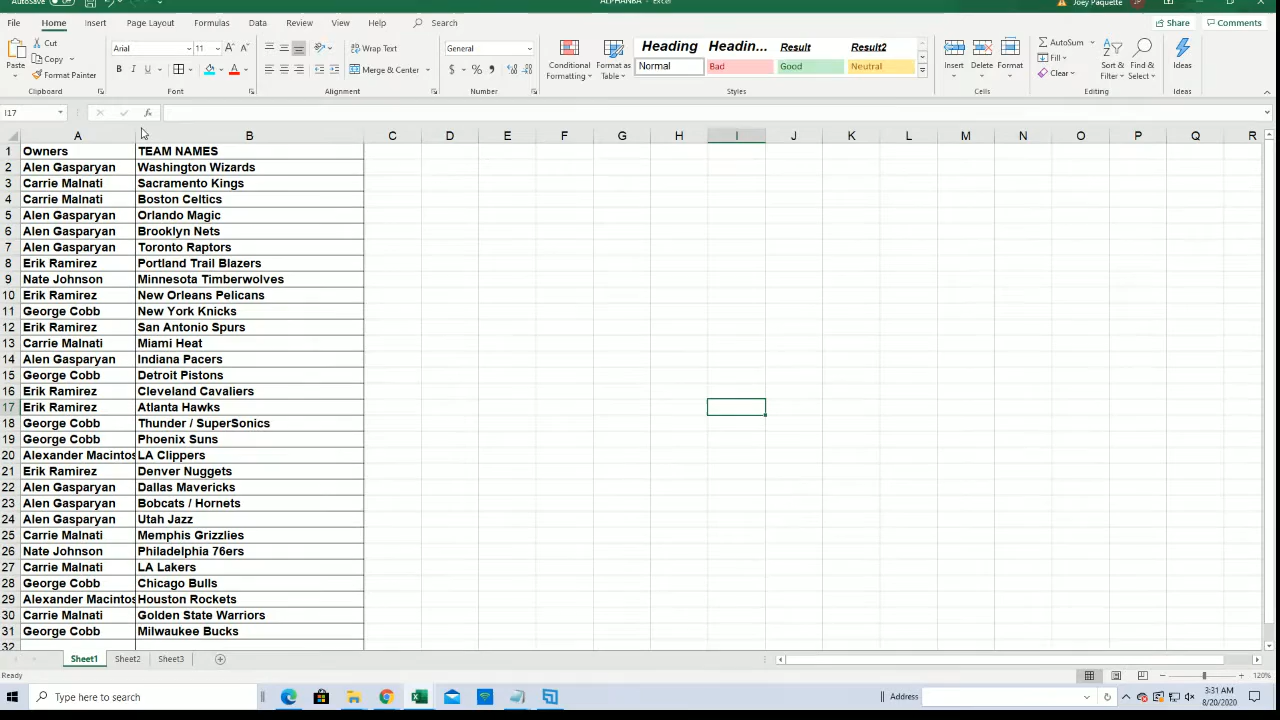 AutoSave
ALPHANBA - Excel
Joey Paquette
File Home Insert Page Layout Formulas Data Review View Help Search Share Comments
Paste Cut Copy Format Painter Clipboard
Arial 11 B I U A A A Font
Wrap Text Merge & Center Alignment
General $ % , Number
Conditional Formatting Format as Table
Heading Headin... Result Result2
Normal Bad Good Neutral
Styles
Insert Delete Format Cells
AutoSum Fill Clear Sort & Filter Find & Select Editing
Ideas Ideas
I17 fx
A B C D E F G H I J K L M N O P Q R
1 Owners TEAM NAMES
2 Alen Gasparyan Washington Wizards
3 Carrie Malnati Sacramento Kings
4 Carrie Malnati Boston Celtics
5 Alen Gasparyan Orlando Magic
6 Alen Gasparyan Brooklyn Nets
7 Alen Gasparyan Toronto Raptors
8 Erik Ramirez Portland Trail Blazers
9 Nate Johnson Minnesota Timberwolves
10 Erik Ramirez New Orleans Pelicans
11 George Cobb New York Knicks
12 Erik Ramirez San Antonio Spurs
13 Carrie Malnati Miami Heat
14 Alen Gasparyan Indiana Pacers
15 George Cobb Detroit Pistons
16 Erik Ramirez Cleveland Cavaliers
17 Erik Ramirez Atlanta Hawks
18 George Cobb Thunder / SuperSonics
19 George Cobb Phoenix Suns
20 Alexander Macintos LA Clippers
21 Erik Ramirez Denver Nuggets
22 Alen Gasparyan Dallas Mavericks
23 Alen Gasparyan Bobcats / Hornets
24 Alen Gasparyan Utah Jazz
25 Carrie Malnati Memphis Grizzlies
26 Nate Johnson Philadelphia 76ers
27 Carrie Malnati LA Lakers
28 George Cobb Chicago Bulls
29 Alexander Macintos Houston Rockets
30 Carrie Malnati Golden State Warriors
31 George Cobb Milwaukee Bucks
32
Sheet1 Sheet2 Sheet3
Ready 120%
Type here to search Address 3:31 AM
8/20/2020